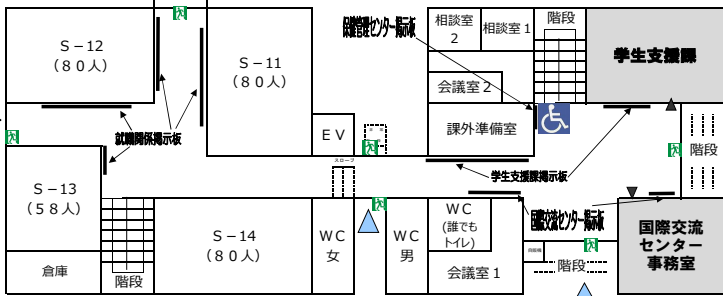 S－12
（８０人）
S－11
（８０人）
保健管理センター掲示板
相談室
2
相談室１
階段
学生支援課
会議室２
就職関係掲示板
ＥＶ
課外準備室
スロープ
学生支援課掲示板
階段
S－13
（５８人）
倉庫
階段
S－14
（８０人）
ＷＣ
女
ＷＣ
男
ＷＣ
(誰でも
トイレ)
会議室１
国際交流センター掲示板
階段
国際交流
センター
事務室